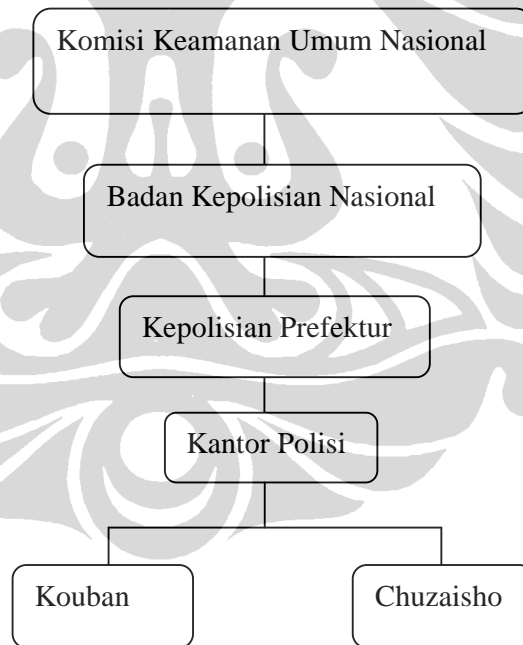 Komisi Keamanan Umum Nasional
Badan Kepolisian Nasional
Kepolisian Prefektur
Kantor Polisi
Kouban
Chuzaisho